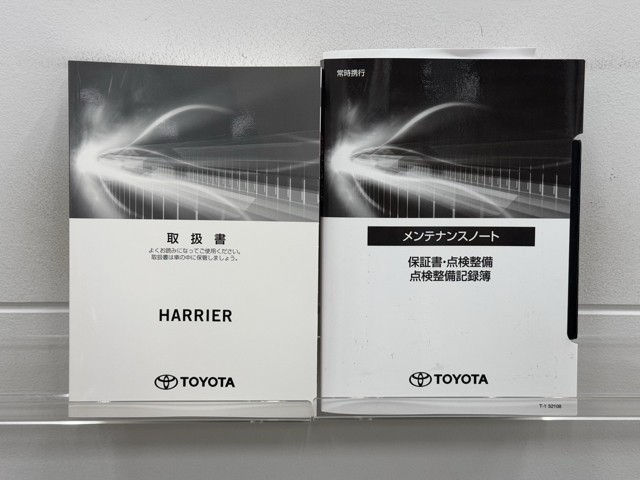 取扱書
よくお読みになってご使用ください。
取扱書は車の中に保管しましょう。
HARRIER
TOYOTA
常時携行
メンテナンスノート
保証書・点検整備
点検整備記録簿
TOYOTA
T-1 52108